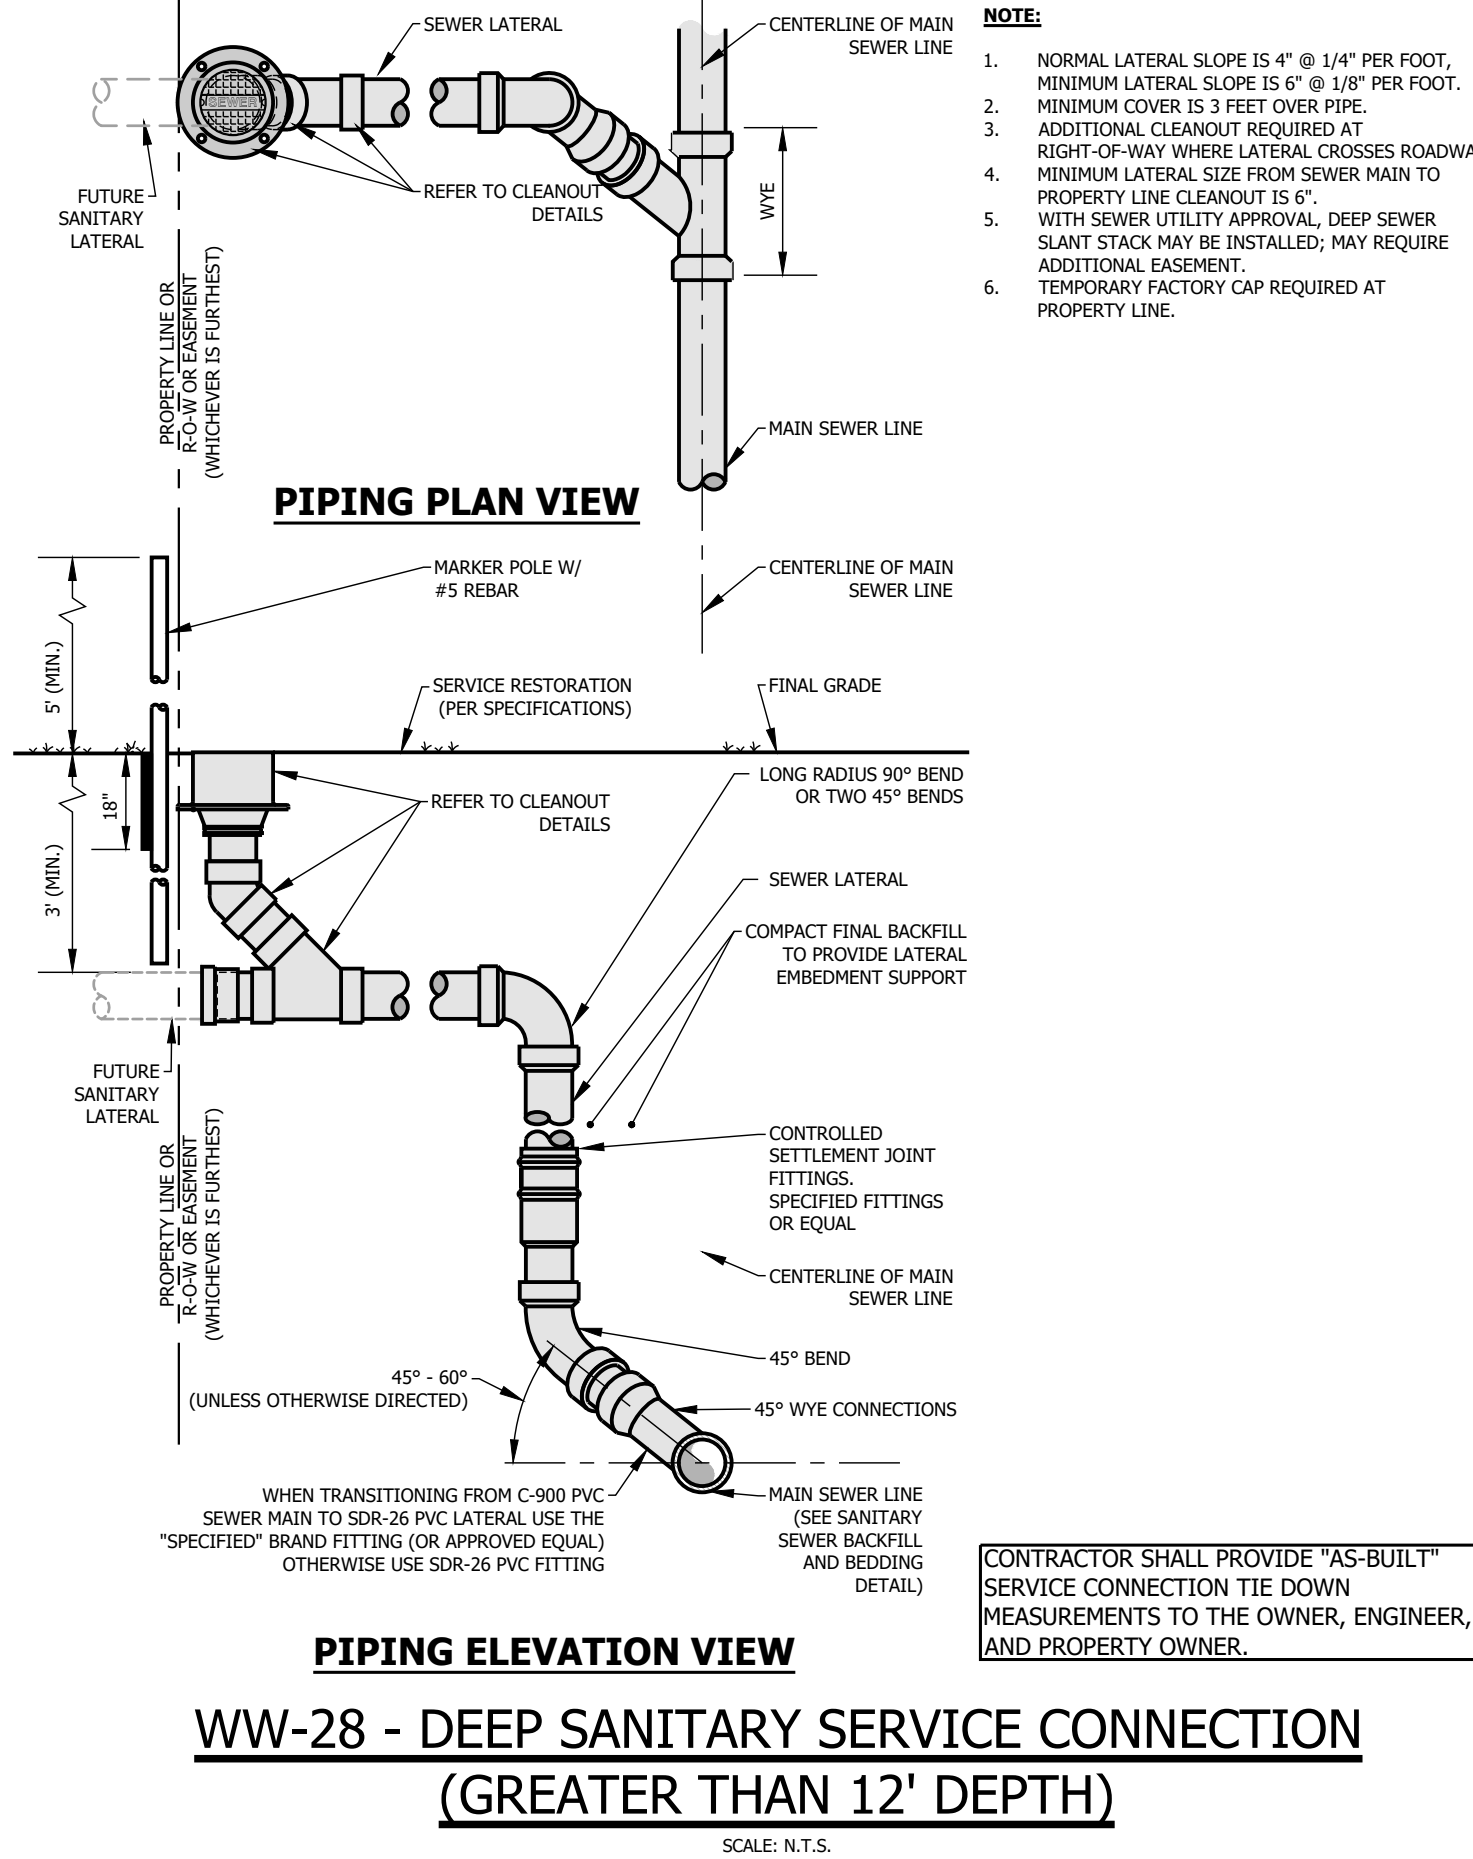 SEWER LATERAL
CENTERLINE OF MAIN
SEWER LINE
SEWER
FUTURE
SANITARY
LATERAL
REFER TO CLEANOUT
DETAILS
WYE
PROPERTY LINE OR
R-O-W OR EASEMENT
(WHICHEVER IS FURTHEST)
MAIN SEWER LINE
PIPING PLAN VIEW
NOTE:
1. NORMAL LATERAL SLOPE IS 4" @ 1/4" PER FOOT,
MINIMUM LATERAL SLOPE IS 6" @ 1/8" PER FOOT.
2. MINIMUM COVER IS 3 FEET OVER PIPE.
3. ADDITIONAL CLEANOUT REQUIRED AT
RIGHT-OF-WAY WHERE LATERAL CROSSES ROADWA
4. MINIMUM LATERAL SIZE FROM SEWER MAIN TO
PROPERTY LINE CLEANOUT IS 6".
5. WITH SEWER UTILITY APPROVAL, DEEP SEWER
SLANT STACK MAY BE INSTALLED; MAY REQUIRE
ADDITIONAL EASEMENT.
6. TEMPORARY FACTORY CAP REQUIRED AT
PROPERTY LINE.
MARKER POLE W/
#5 REBAR
CENTERLINE OF MAIN
SEWER LINE
5' (MIN.)
SERVICE RESTORATION
(PER SPECIFICATIONS)
FINAL GRADE
18"
3' (MIN.)
REFER TO CLEANOUT
DETAILS
LONG RADIUS 90° BEND
OR TWO 45° BENDS
SEWER LATERAL
COMPACT FINAL BACKFILL
TO PROVIDE LATERAL
EMBEDMENT SUPPORT
FUTURE
SANITARY
LATERAL
PROPERTY LINE OR
R-O-W OR EASEMENT
(WHICHEVER IS FURTHEST)
CONTROLLED
SETTLEMENT JOINT
FITTINGS.
SPECIFIED FITTINGS
OR EQUAL
CENTERLINE OF MAIN
SEWER LINE
45° BEND
45° - 60°
(UNLESS OTHERWISE DIRECTED)
45° WYE CONNECTIONS
WHEN TRANSITIONING FROM C-900 PVC
SEWER MAIN TO SDR-26 PVC LATERAL USE THE
"SPECIFIED" BRAND FITTING (OR APPROVED EQUAL)
OTHERWISE USE SDR-26 PVC FITTING
MAIN SEWER LINE
(SEE SANITARY
SEWER BACKFILL
AND BEDDING
DETAIL)
CONTRACTOR SHALL PROVIDE "AS-BUILT"
SERVICE CONNECTION TIE DOWN
MEASUREMENTS TO THE OWNER, ENGINEER,
AND PROPERTY OWNER.
PIPING ELEVATION VIEW
WW-28 - DEEP SANITARY SERVICE CONNECTION
(GREATER THAN 12' DEPTH)
SCALE: N.T.S.